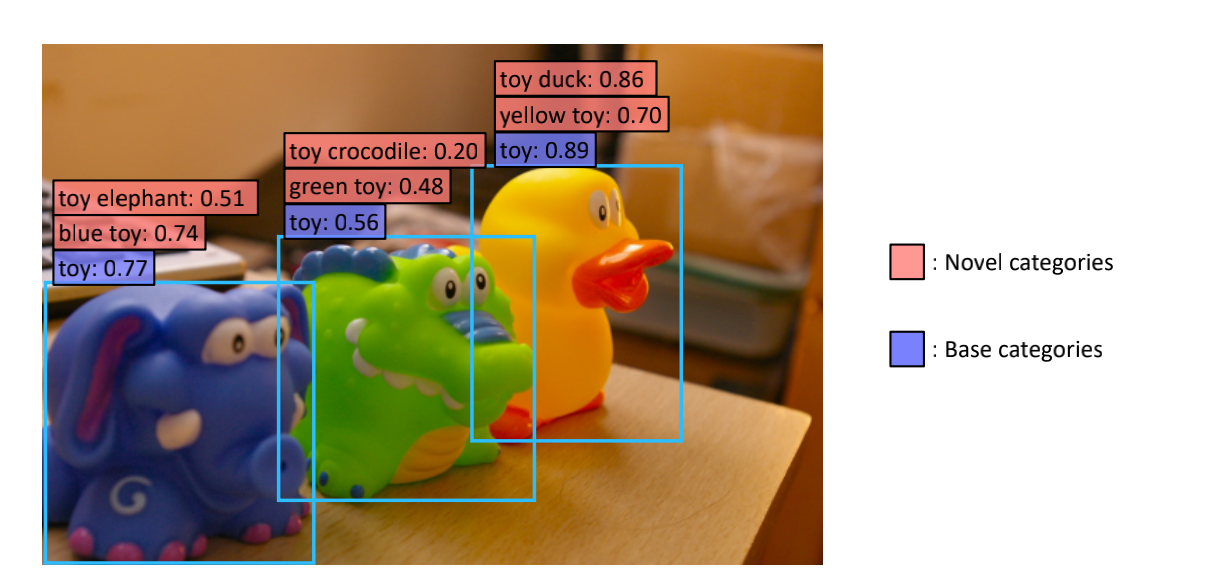 toy duck: 0.86
yellow toy: 0.70
toy: 0.89
toy crocodile: 0.20
green toy: 0.48
toy: 0.56
toy elephant: 0.51
blue toy: 0.74
toy: 0.77
: Novel categories
: Base categories